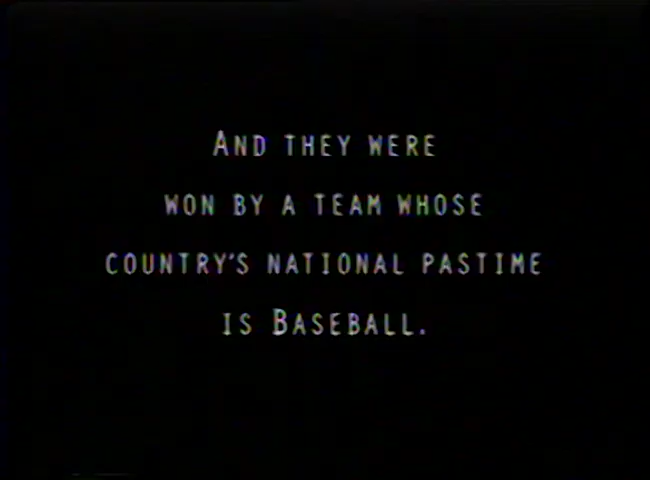 And they were
won by a team whose
country's national pastime
is Baseball.